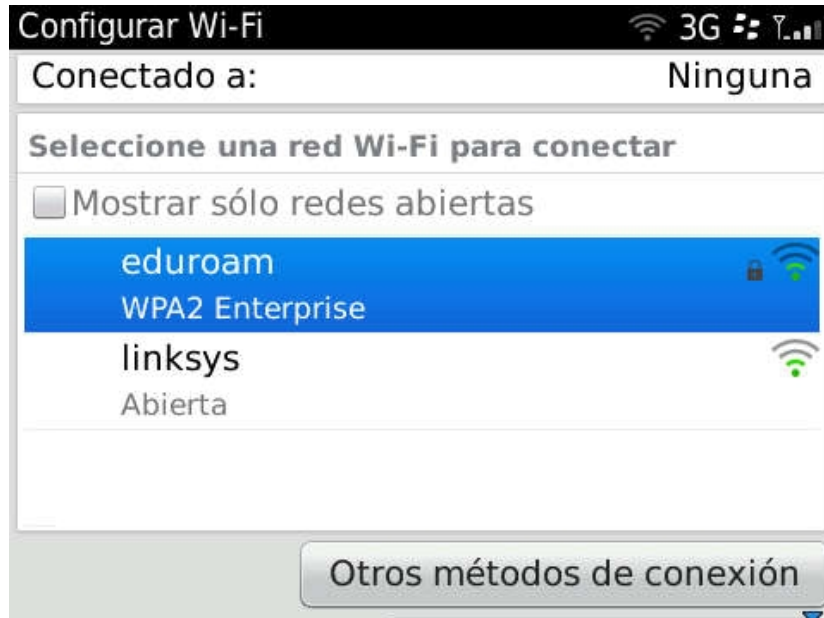 Configurar Wi-Fi 3G
Conectado a: Ninguna
Seleccione una red Wi-Fi para conectar
Mostrar sólo redes abiertas
eduroam
WPA2 Enterprise
linksys
Abierta
Otros métodos de conexión